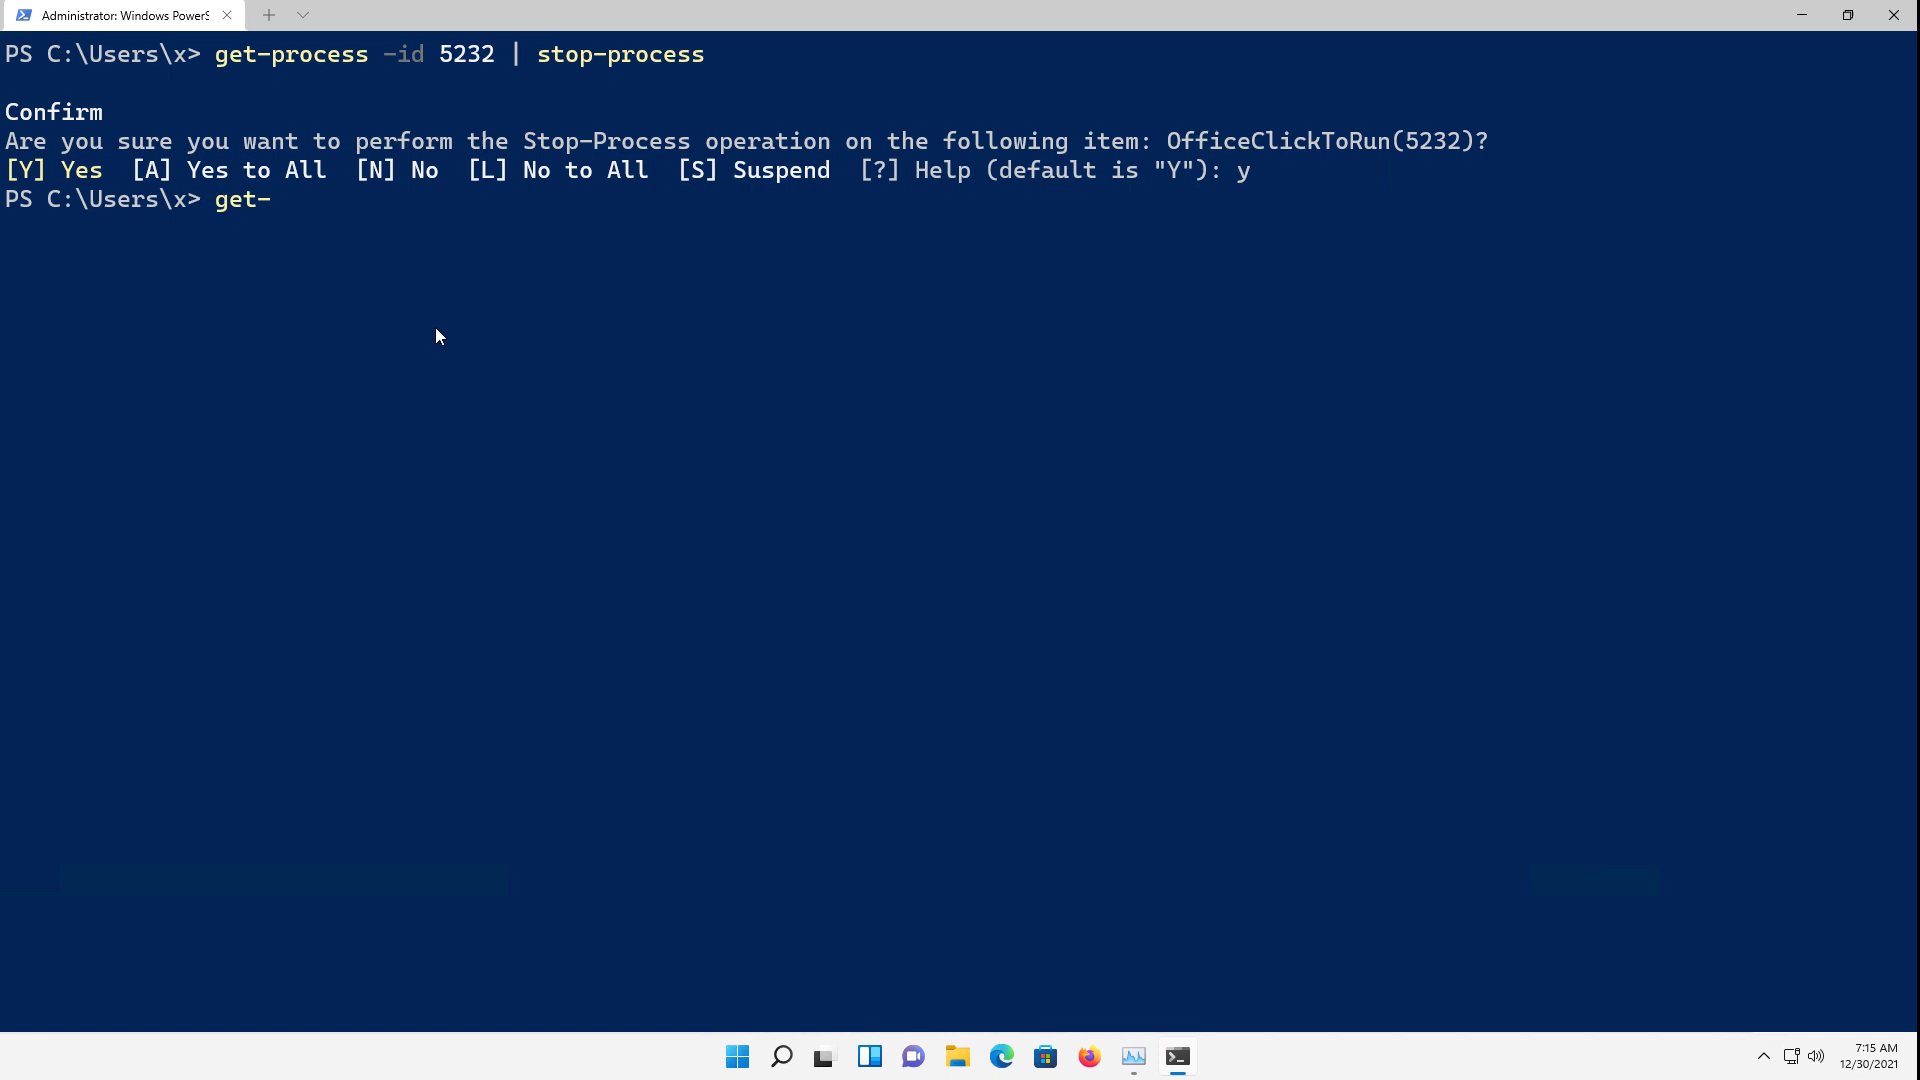 Administrator: Windows PowerS
PS C:\Users\x> get-process -id 5232 | stop-process
Confirm
Are you sure you want to perform the Stop-Process operation on the following item: OfficeClickToRun(5232)?
[Y] Yes  [A] Yes to All  [N] No  [L] No to All  [S] Suspend  [?] Help (default is "Y"): y
PS C:\Users\x> get-
7:15 AM
12/30/2021